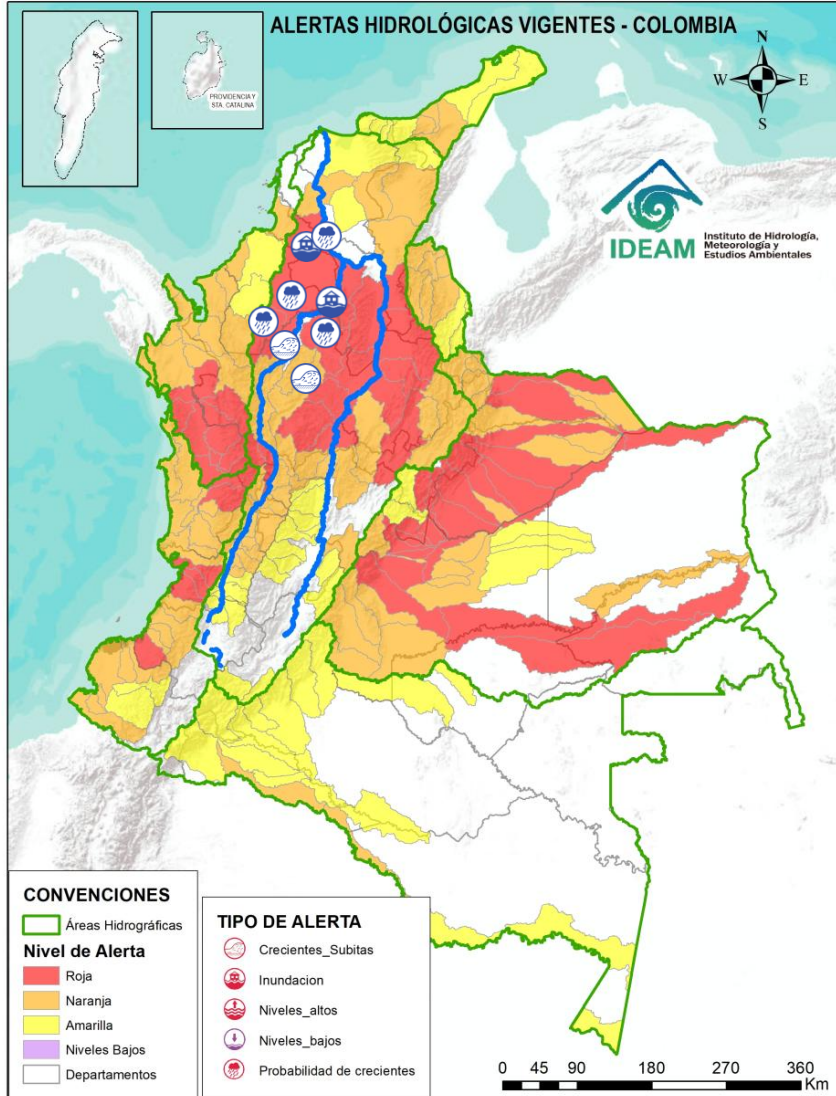 ALERTAS HIDROLÓGICAS VIGENTES - COLOMBIA
PROVIDENCIA Y
STA. CATALINA
N
W
E
S
IDEAM
Instituto de Hidrología,
Meteorología y
Estudios Ambientales
CONVENCIONES
Áreas Hidrográficas
Nivel de Alerta
Roja
Naranja
Amarilla
Niveles Bajos
Departamentos
TIPO DE ALERTA
Crecientes_Subitas
Inundacion
Niveles_altos
Niveles_bajos
Probabilidad de crecientes
0 45 90 180 270 360
Km